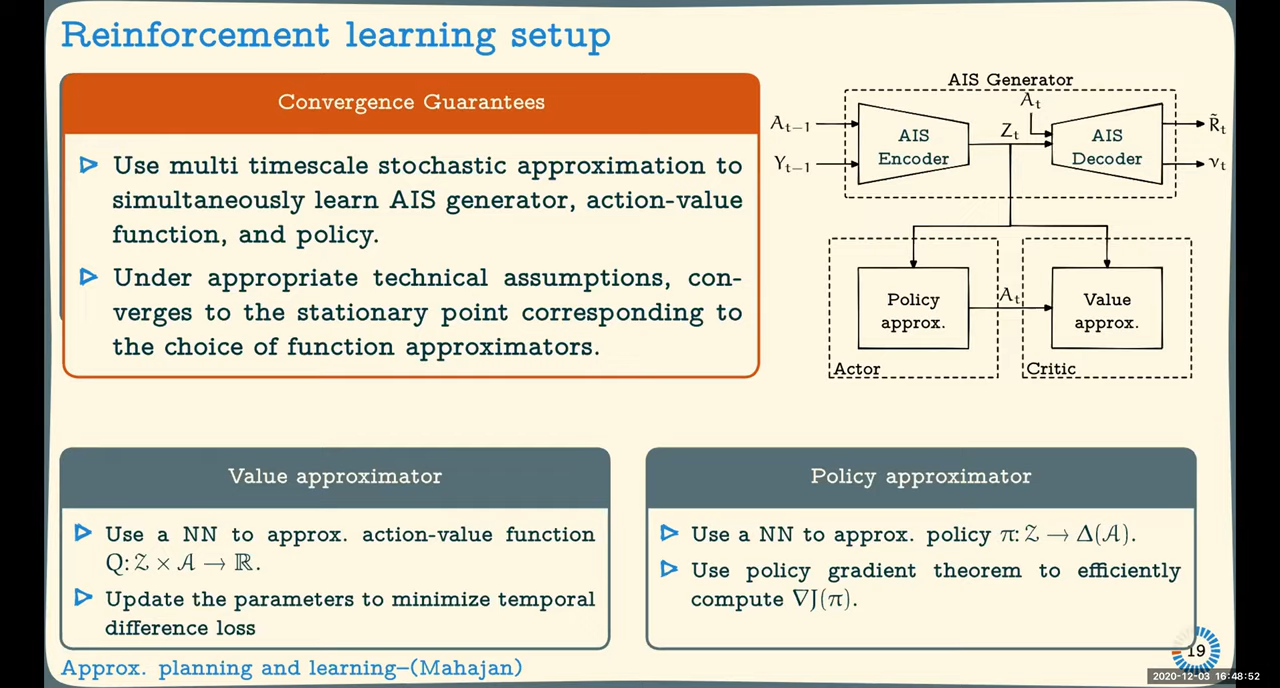 Reinforcement learning setup
Convergence Guarantees
Use multi timescale stochastic approximation to
simultaneously learn AIS generator, action-value
function, and policy.
Under appropriate technical assumptions, con-
verges to the stationary point corresponding to
the choice of function approximators.
AIS Generator
A_{t−1}
Y_{t−1}
AIS
Encoder
Z_t
A_t
AIS
Decoder
R̃_t
ν_t
Policy
approx.
Actor
A_t
Value
approx.
Critic
Value approximator
Use a NN to approx. action-value function
Q: Z × A → ℝ.
Update the parameters to minimize temporal
difference loss
Policy approximator
Use a NN to approx. policy π: Z → Δ(A).
Use policy gradient theorem to efficiently
compute ∇J(π).
Approx. planning and learning–(Mahajan)
19
2020-12-03 16:48:52